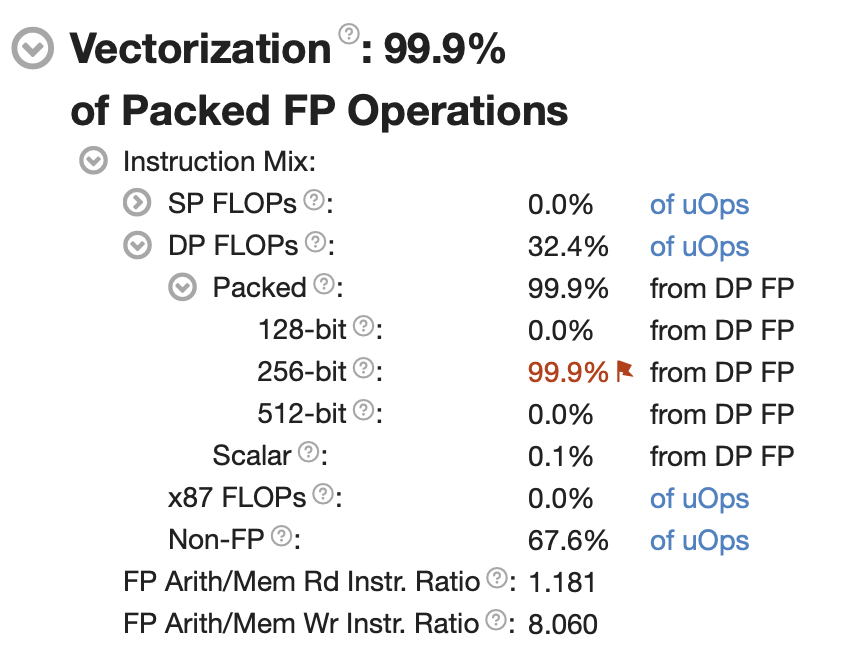 Vectorization ?: 99.9%
of Packed FP Operations
Instruction Mix:
SP FLOPs ?: 0.0% of uOps
DP FLOPs ?: 32.4% of uOps
Packed ?: 99.9% from DP FP
128-bit ?: 0.0% from DP FP
256-bit ?: 99.9% from DP FP
512-bit ?: 0.0% from DP FP
Scalar ?: 0.1% from DP FP
x87 FLOPs ?: 0.0% of uOps
Non-FP ?: 67.6% of uOps
FP Arith/Mem Rd Instr. Ratio ?: 1.181
FP Arith/Mem Wr Instr. Ratio ?: 8.060